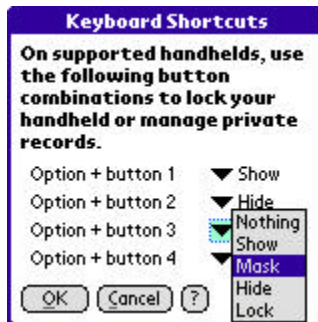 Keyboard Shortcuts
On supported handhelds, use
the following button
combinations to lock your
handheld or manage private
records.
Option + button 1 Show
Option + button 2 Hide
Option + button 3
Option + button 4
Nothing
Show
Mask
Hide
Lock
OK Cancel ?